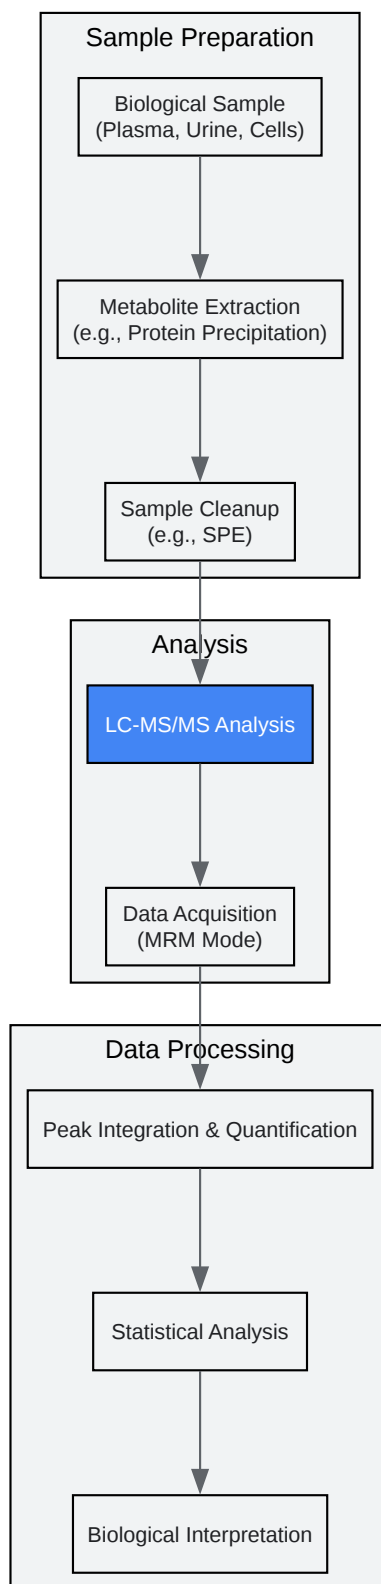 Sample Preparation
Biological Sample
(Plasma, Urine, Cells)
Metabolite Extraction
(e.g., Protein Precipitation)
Sample Cleanup
(e.g., SPE)
Analysis
LC-MS/MS Analysis
Data Acquisition
(MRM Mode)
Data Processing
Peak Integration & Quantification
Statistical Analysis
Biological Interpretation